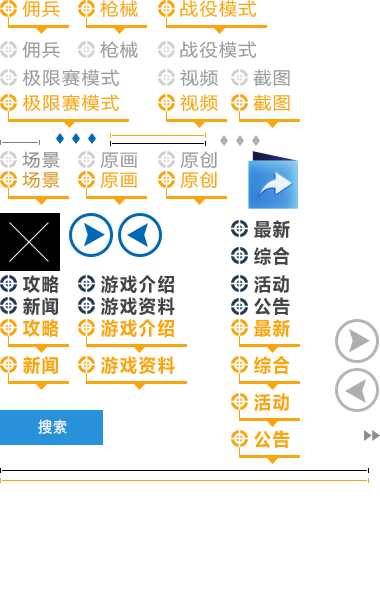 佣兵 枪械 战役模式
佣兵 枪械 战役模式
极限赛模式 视频 截图
极限赛模式 视频 截图
场景 原画 原创
场景 原画 原创
最新
综合
攻略 游戏介绍 活动
新闻 游戏资料 公告
攻略 游戏介绍 最新
新闻 游戏资料 综合
活动
搜索
公告